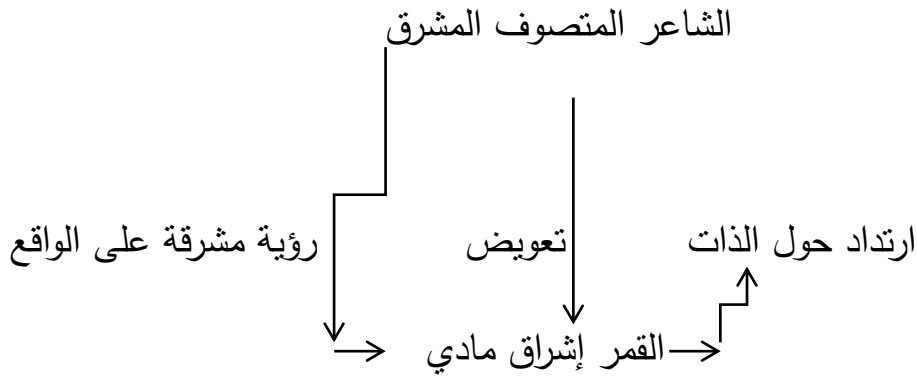 الشاعر المتصوف المشرق
ارتداد حول الذات
تعويض
رؤية مشرقة على الواقع
القمر إشراق مادي